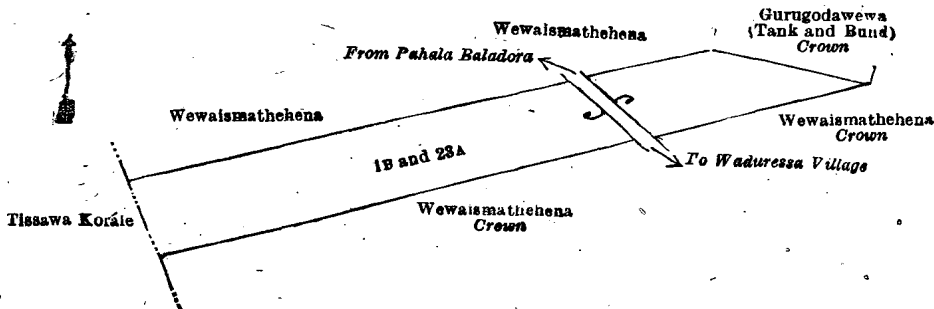 Gurugodawewa
(Tank and Bund)
Crown
Wewaismathehena
From Pahala Baladora
Wewaismathehena
Wewaismathehena
Crown
1B and 23A
To Waduressa Village
Wewaismathehena
Crown
Tissawa Korále